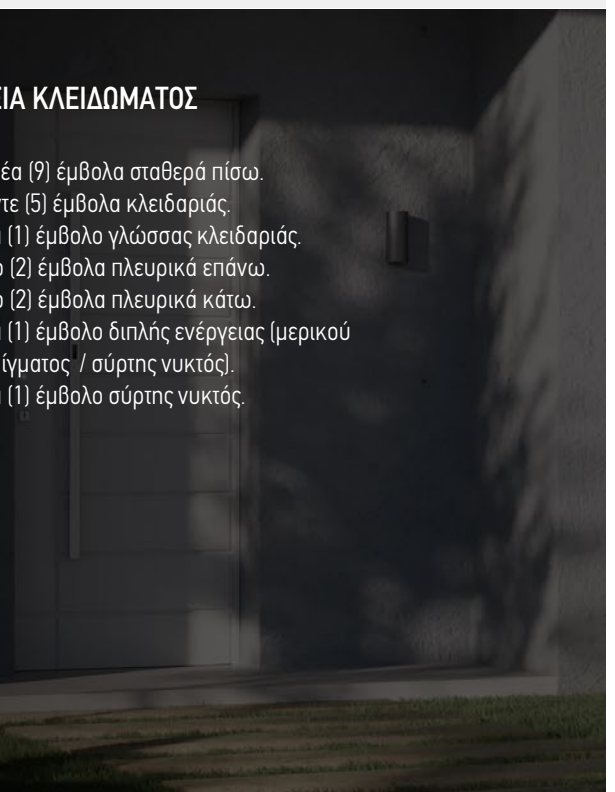 ΣΙΑ ΚΛΕΙΔΩΜΑΤΟΣ
έα (9) έμβολα σταθερά πίσω.
τε (5) έμβολα κλειδαριάς.
(1) έμβολο γλώσσας κλειδαριάς.
(2) έμβολα πλευρικά επάνω.
(2) έμβολα πλευρικά κάτω.
(1) έμβολο διπλής ενέργειας (μερικού
ίγματος / σύρτης νυκτός).
(1) έμβολο σύρτης νυκτός.